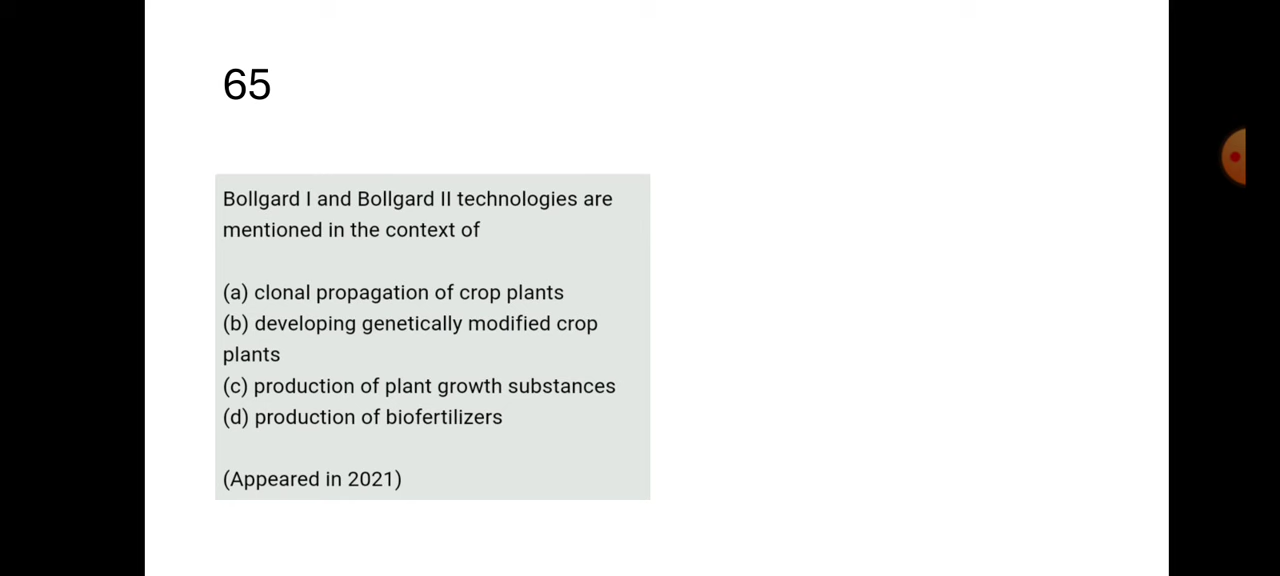 65
Bollgard I and Bollgard II technologies are
mentioned in the context of
(a) clonal propagation of crop plants
(b) developing genetically modified crop
plants
(c) production of plant growth substances
(d) production of biofertilizers
(Appeared in 2021)